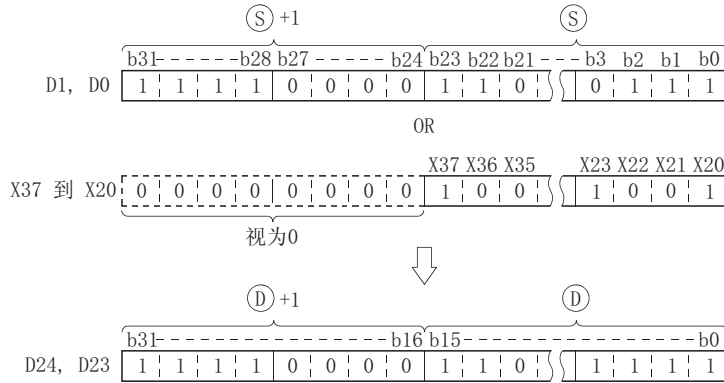 S +1 S
b31 b28 b27 b24 b23 b22 b21 b3 b2 b1 b0
D1, D0 1 1 1 1 0 0 0 0 1 1 0 0 1 1 1
OR
X37 X36 X35 X23 X22 X21 X20
X37 到 X20 0 0 0 0 0 0 0 0 1 0 0 1 0 0 1
视为0
D +1 D
b31 b16 b15 b0
D24, D23 1 1 1 1 0 0 0 0 1 1 0 1 1 1 1